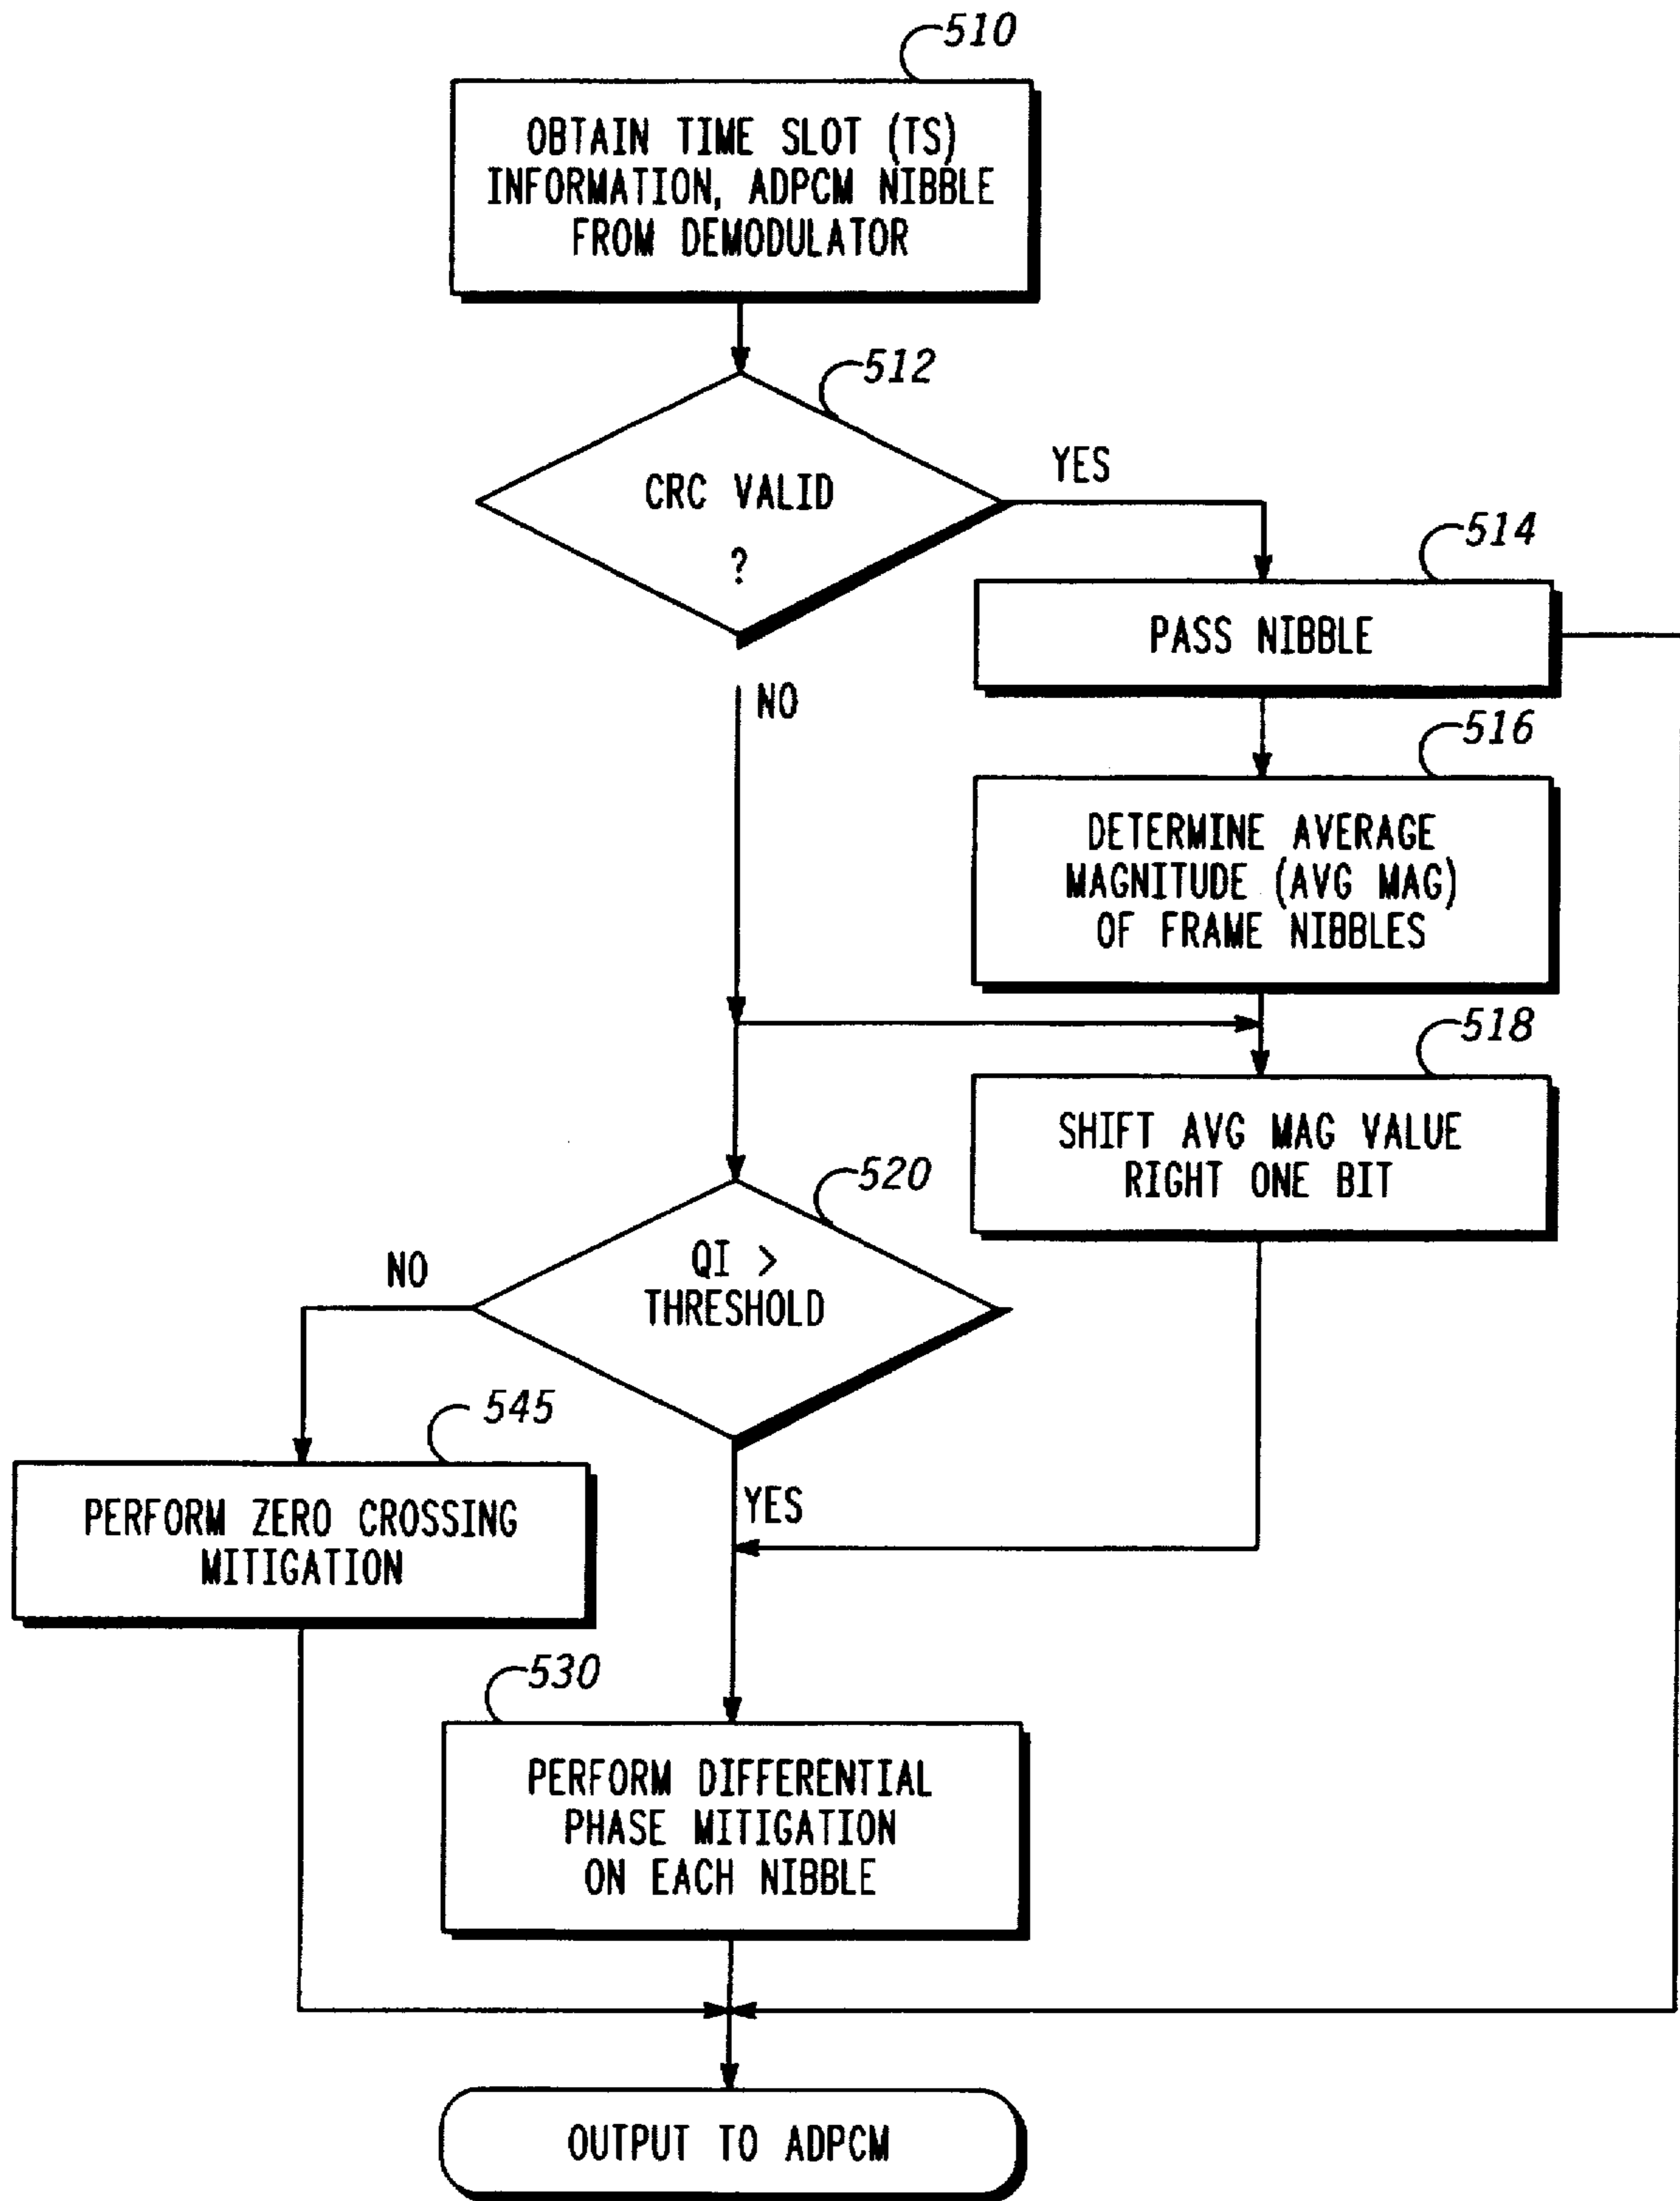 510
OBTAIN TIME SLOT (TS)
INFORMATION, ADPCM NIBBLE
FROM DEMODULATOR
512
CRC VALID
?
YES
NO
514
PASS NIBBLE
516
DETERMINE AVERAGE
MAGNITUDE (AVG MAG)
OF FRAME NIBBLES
518
SHIFT AVG MAG VALUE
RIGHT ONE BIT
520
QI >
THRESHOLD
NO
YES
545
PERFORM ZERO CROSSING
MITIGATION
530
PERFORM DIFFERENTIAL
PHASE MITIGATION
ON EACH NIBBLE
OUTPUT TO ADPCM